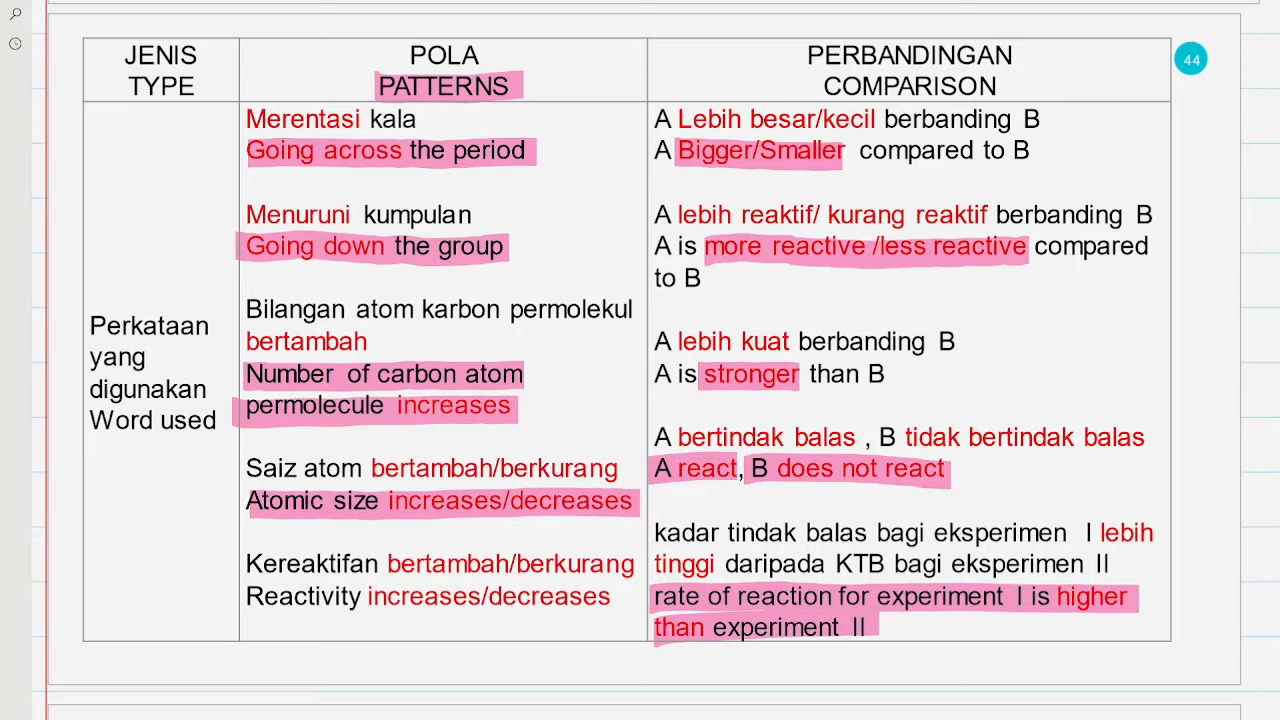 JENIS
TYPE
POLA
PATTERNS
PERBANDINGAN
COMPARISON
44
Perkataan
yang
digunakan
Word used
Merentasi kala
Going across the period
Menuruni kumpulan
Going down the group
Bilangan atom karbon permolekul
bertambah
Number of carbon atom
permolecule increases
Saiz atom bertambah/berkurang
Atomic size increases/decreases
Kereaktifan bertambah/berkurang
Reactivity increases/decreases
A Lebih besar/kecil berbanding B
A Bigger/Smaller compared to B
A lebih reaktif/ kurang reaktif berbanding B
A is more reactive /less reactive compared
to B
A lebih kuat berbanding B
A is stronger than B
A bertindak balas , B tidak bertindak balas
A react, B does not react
kadar tindak balas bagi eksperimen I lebih
tinggi daripada KTB bagi eksperimen II
rate of reaction for experiment I is higher
than experiment II